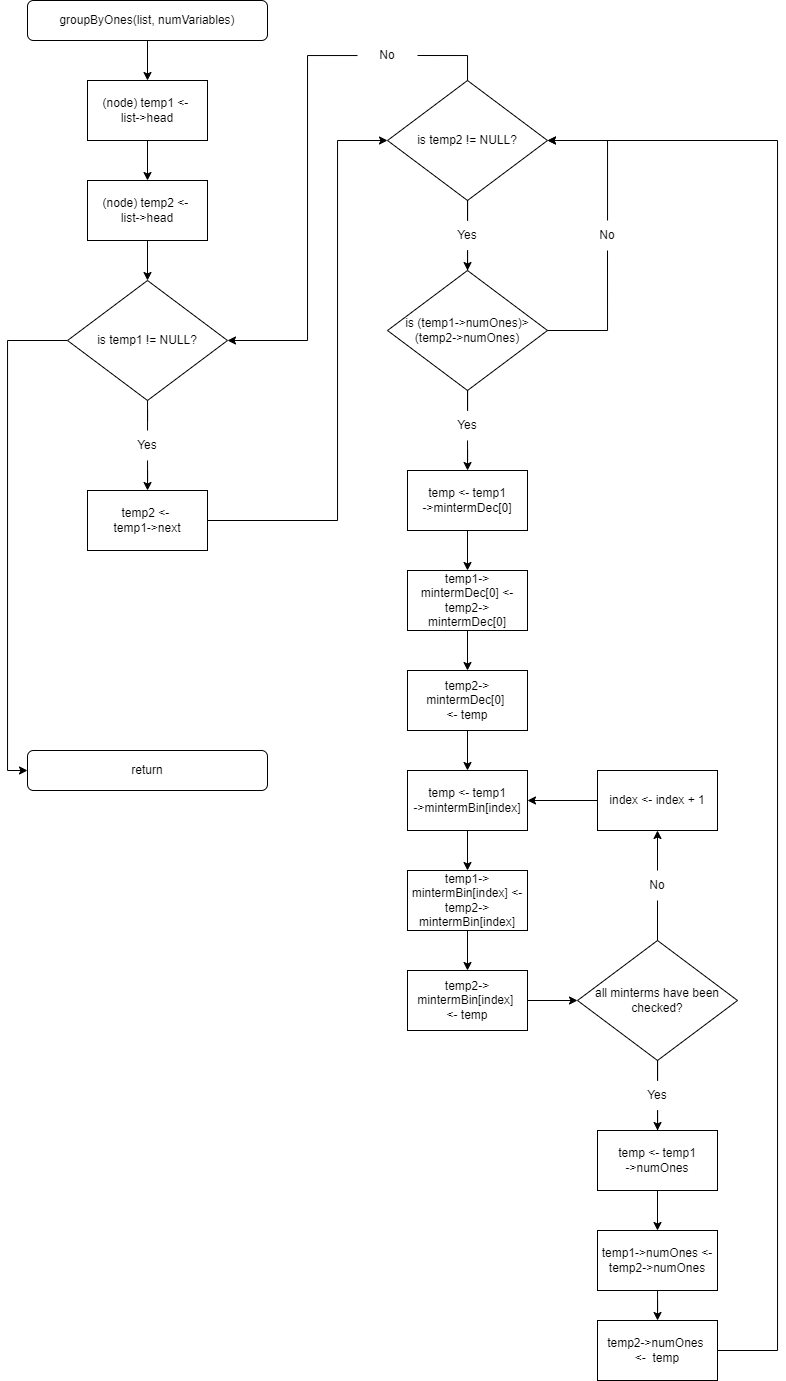 groupByOnes(list, numVariables)
(node) temp1 <-
list->head
(node) temp2 <-
list->head
is temp1 != NULL?
Yes
temp2 <-
temp1->next
return
No
is temp2 != NULL?
Yes
No
is (temp1->numOnes)>
(temp2->numOnes)
Yes
temp <- temp1
->mintermDec[0]
temp1->
mintermDec[0] <-
temp2->
mintermDec[0]
temp2->
mintermDec[0]
<- temp
temp <- temp1
->mintermBin[index]
index <- index + 1
temp1->
mintermBin[index] <-
temp2->
mintermBin[index]
No
temp2->
mintermBin[index]
<- temp
all minterms have been
checked?
Yes
temp <- temp1
->numOnes
temp1->numOnes <-
temp2->numOnes
temp2->numOnes
<- temp